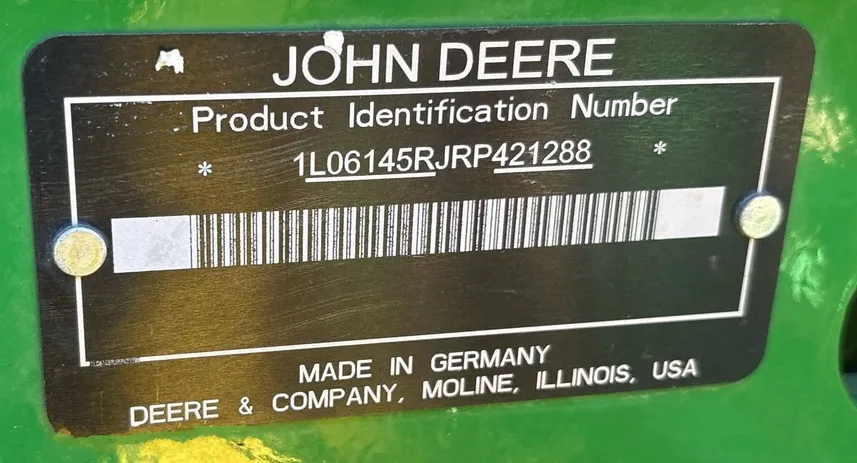 JOHN DEERE
Product Identification Number
* 1L06145RJRP421288 *
MADE IN GERMANY
DEERE & COMPANY, MOLINE, ILLINOIS, USA